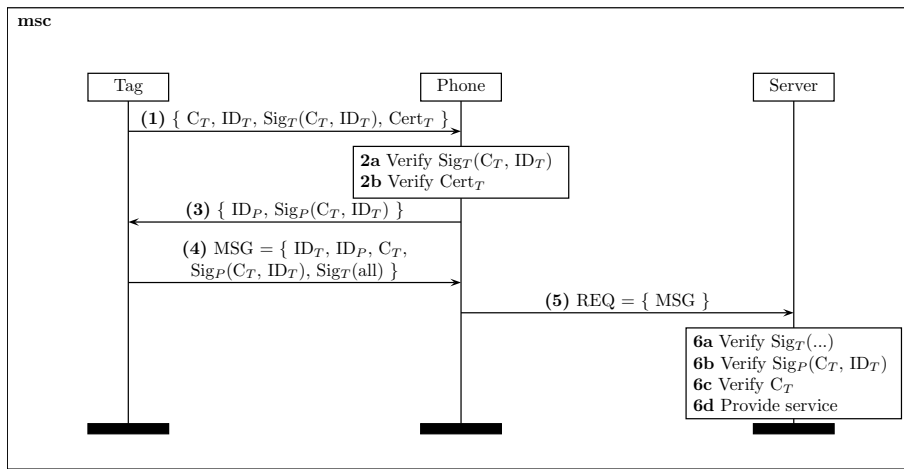 msc
Tag
Phone
Server
(1) { C_T, ID_T, Sig_T(C_T, ID_T), Cert_T }
2a Verify Sig_T(C_T, ID_T)
2b Verify Cert_T
(3) { ID_P, Sig_P(C_T, ID_T) }
(4) MSG = { ID_T, ID_P, C_T,
Sig_P(C_T, ID_T), Sig_T(all) }
(5) REQ = { MSG }
6a Verify Sig_T(...)
6b Verify Sig_P(C_T, ID_T)
6c Verify C_T
6d Provide service